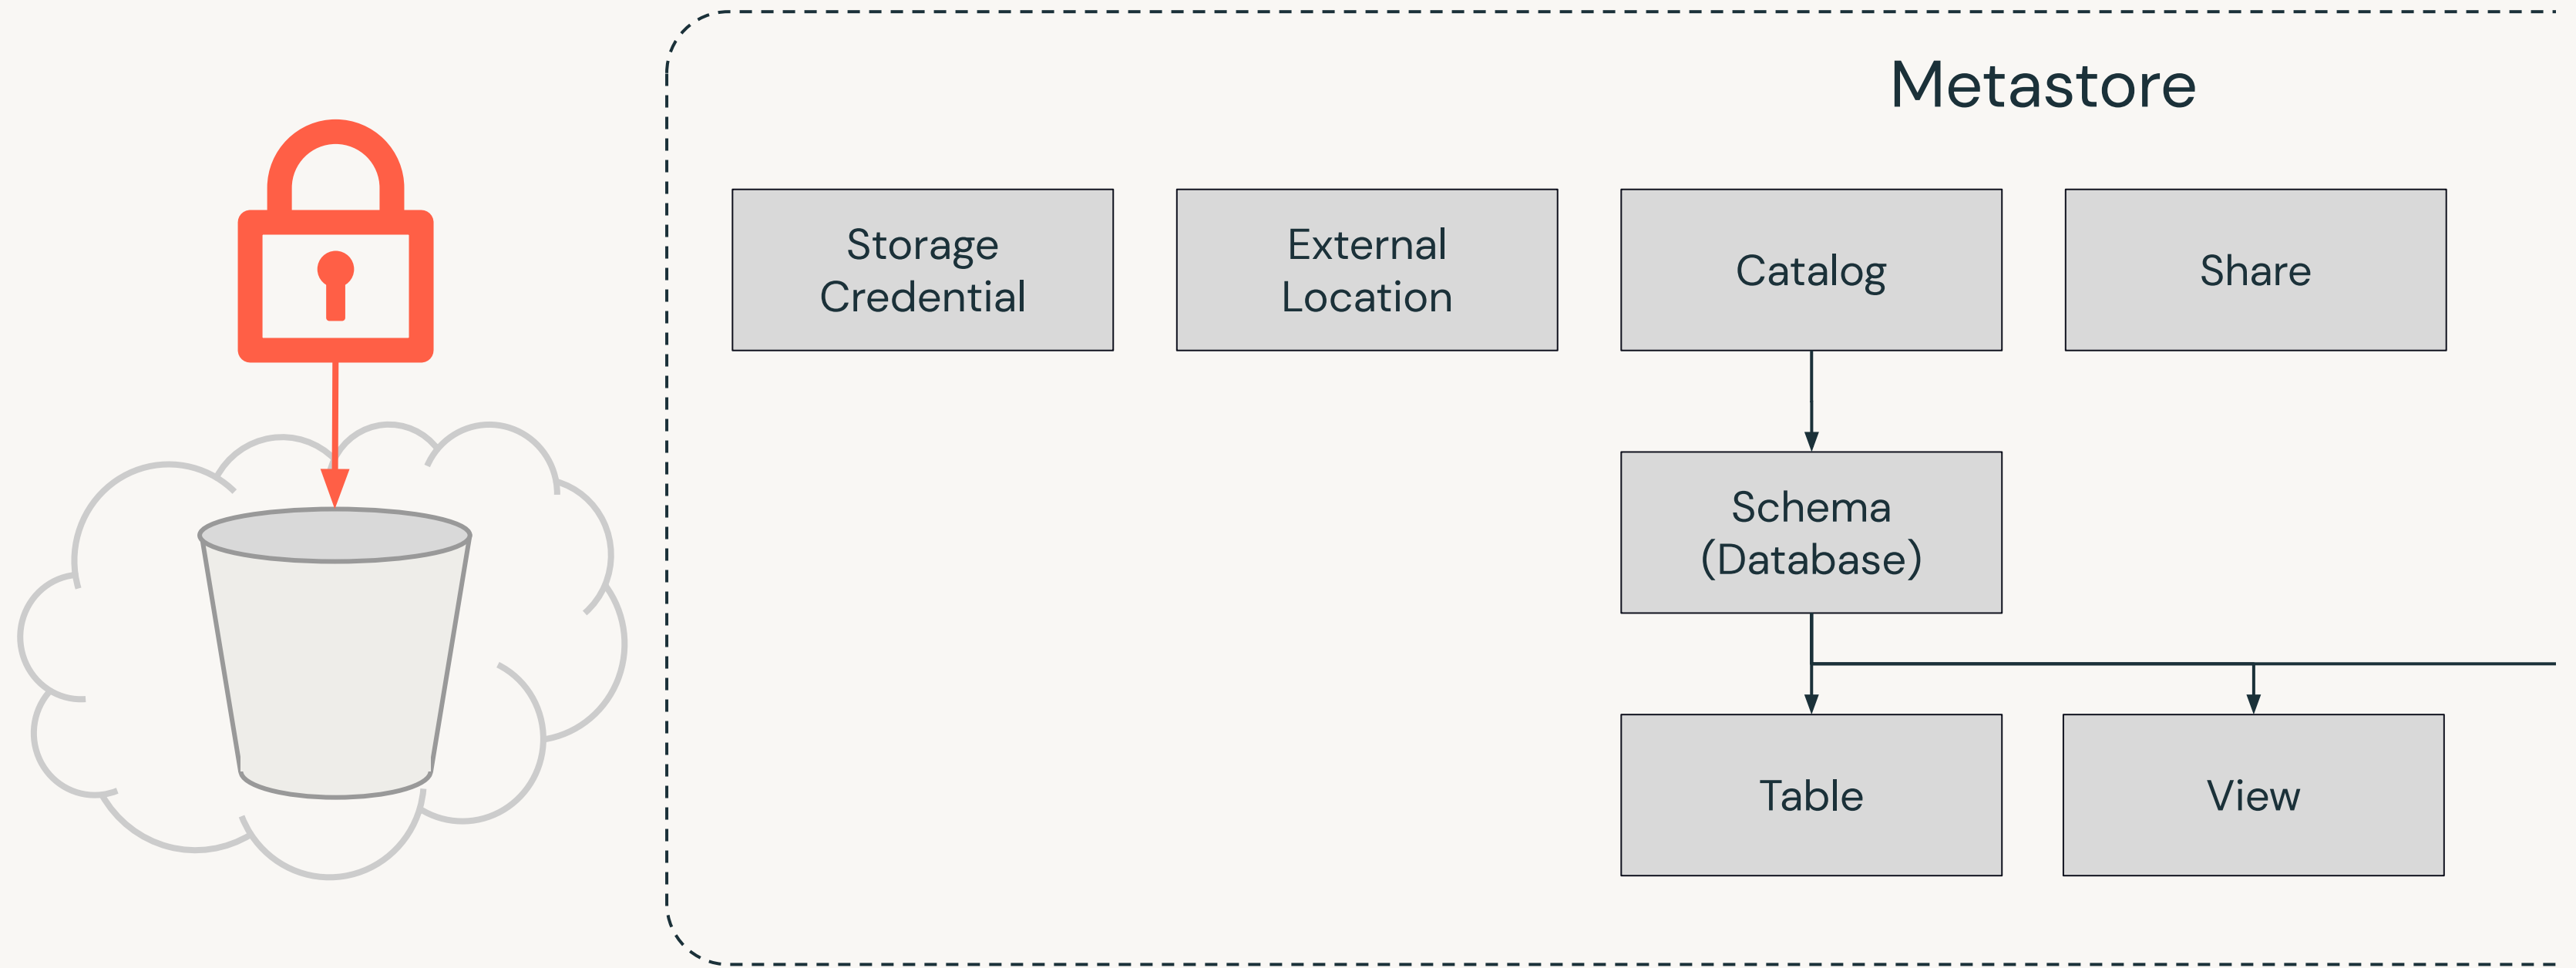 Metastore
Storage
Credential
External
Location
Catalog
Share
Schema
(Database)
Table
View